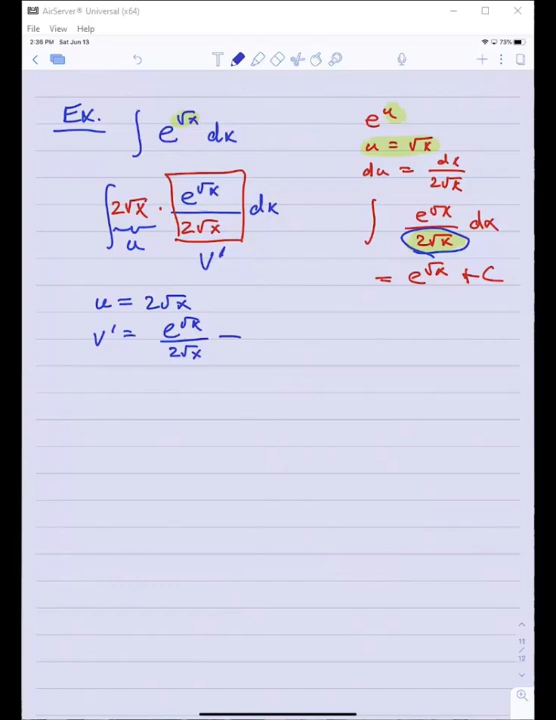 AirServer® Universal (x64)
File View Help
2:36 PM Sat Jun 13
73%
Ex. ∫ e^√x dx
∫ 2√x · e^√x / 2√x dx
u v'
u = 2√x
v' = e^√x / 2√x –
e^u
u = √x
du = dx / 2√x
∫ e^√x / 2√x dx
= e^√x + C
11
/
12